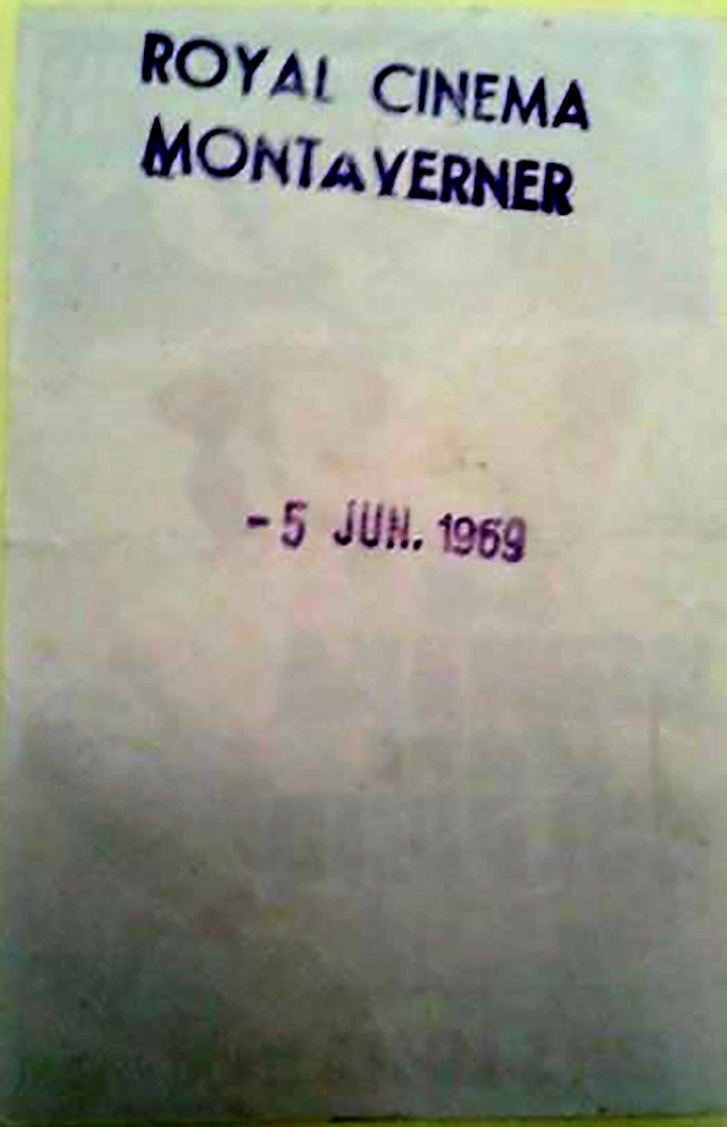 ROYAL CINEMA
MONTAVERNER
- 5 JUN. 1969